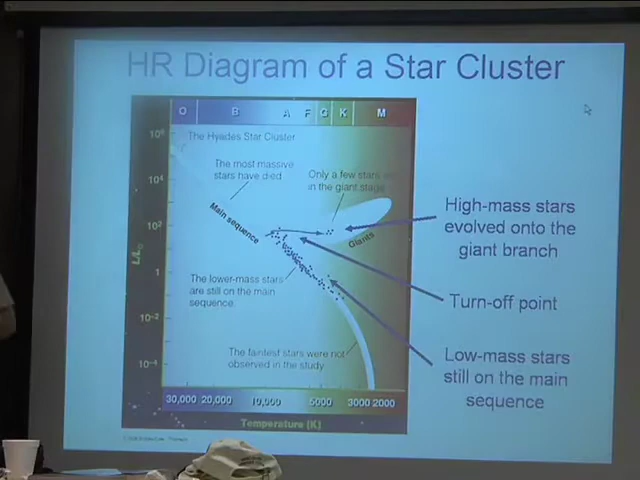 HR Diagram of a Star Cluster
O B A F G K M
The Hyades Star Cluster
10⁶
The most massive
stars have died
Only a few stars
in the giant stage
10⁴
Main sequence
High-mass stars
evolved onto the
giant branch
10²
Giants
L/L☉
1
The lower-mass stars
are still on the main
sequence.
Turn-off point
10⁻²
The faintest stars were not
observed in the study
Low-mass stars
still on the main
sequence
10⁻⁴
30,000 20,000 10,000 5000 3000 2000
Temperature (K)